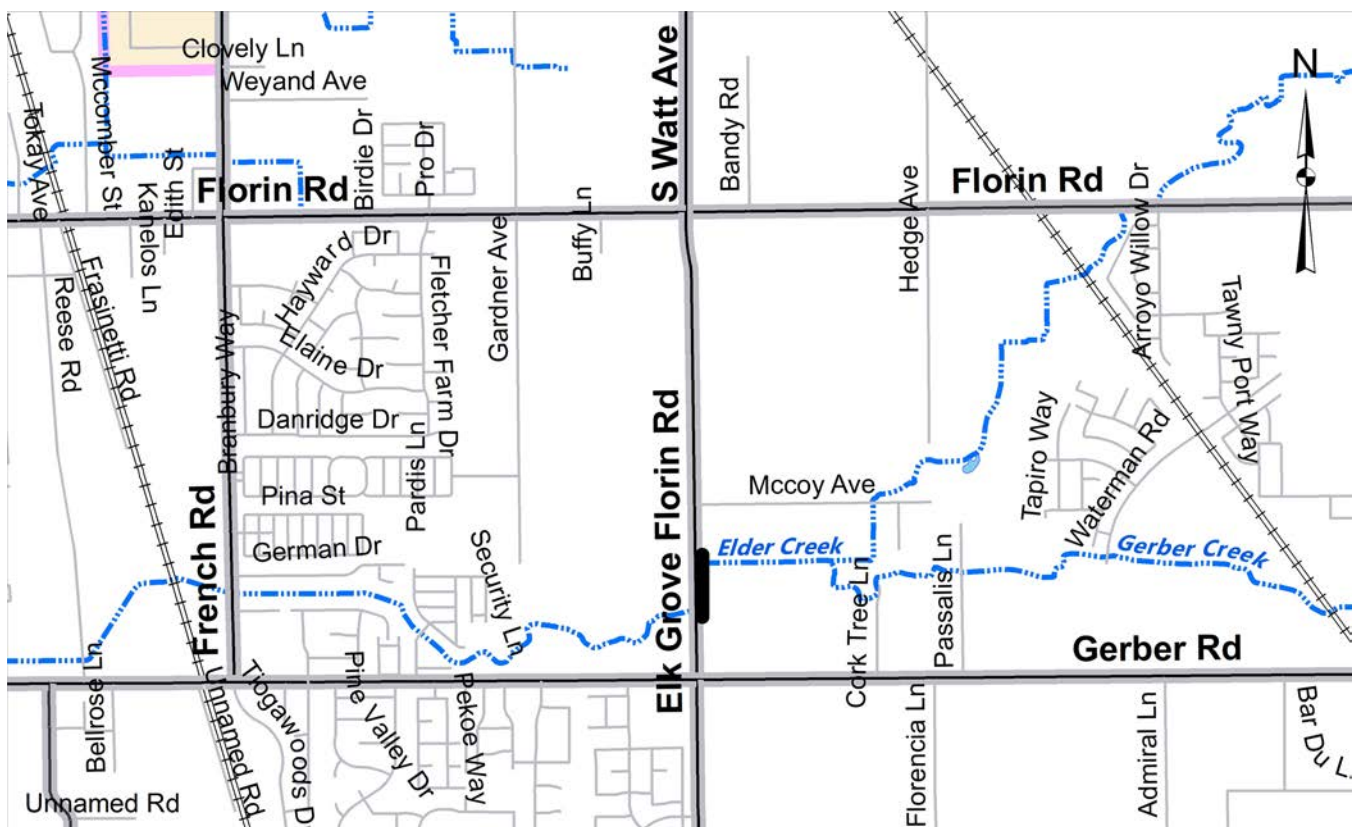 Clovely Ln
Weyand Ave
S Watt Ave
N
Mccomber St
Tokay Ave
Birdie Dr
Pro Dr
Bandy Rd
Edith St
Kanelos Ln
Florin Rd
Florin Rd
Hedge Ave
Arroyo Willow Dr
Buffy Ln
Gardner Ave
Hayward Dr
Fletcher Farm Dr
Reese Rd
Frasinetti Rd
Branbury Way
Elaine Dr
Danridge Dr
Tawny Port Way
Tapiro Way
Waterman Rd
Elk Grove Florin Rd
Pardis Ln
Pina St
Mccoy Ave
French Rd
German Dr
Security Ln
Elder Creek
Gerber Creek
Cork Tree Ln
Passalis Ln
Gerber Rd
Bellrose Ln
Unnamed Rd
Tiogawoods D
Pine Valley Dr
Pekoe Way
Florencia Ln
Admiral Ln
Bar Du L
Unnamed Rd